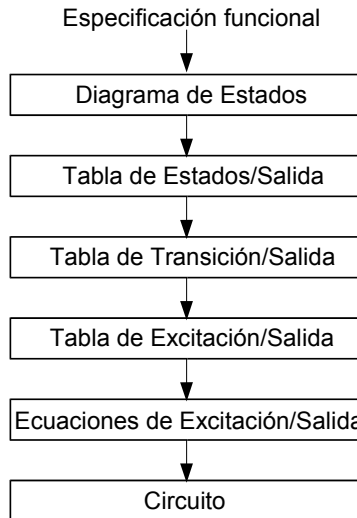 Especificación funcional
Diagrama de Estados
Tabla de Estados/Salida
Tabla de Transición/Salida
Tabla de Excitación/Salida
Ecuaciones de Excitación/Salida
Circuito